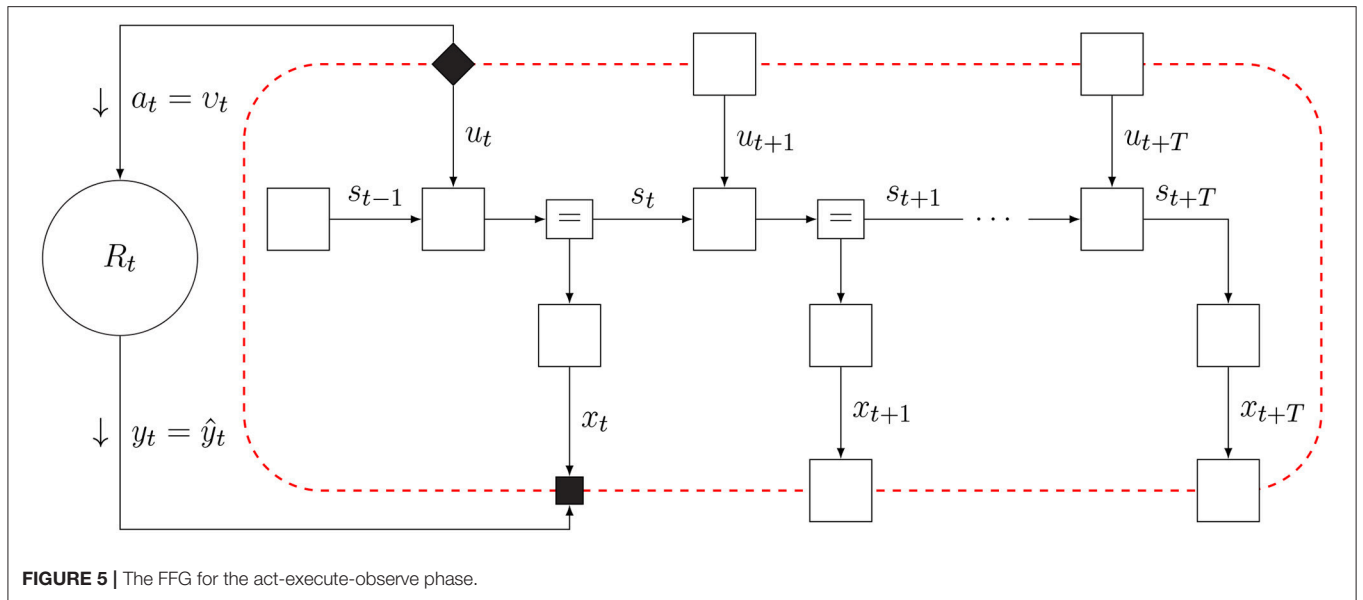 ↓ a_t = υ_t
u_t
u_{t+1}
u_{t+T}
s_{t−1}
=
s_t
=
s_{t+1}
· · ·
s_{t+T}
R_t
↓ y_t = ŷ_t
x_t
x_{t+1}
x_{t+T}
FIGURE 5 | The FFG for the act-execute-observe phase.